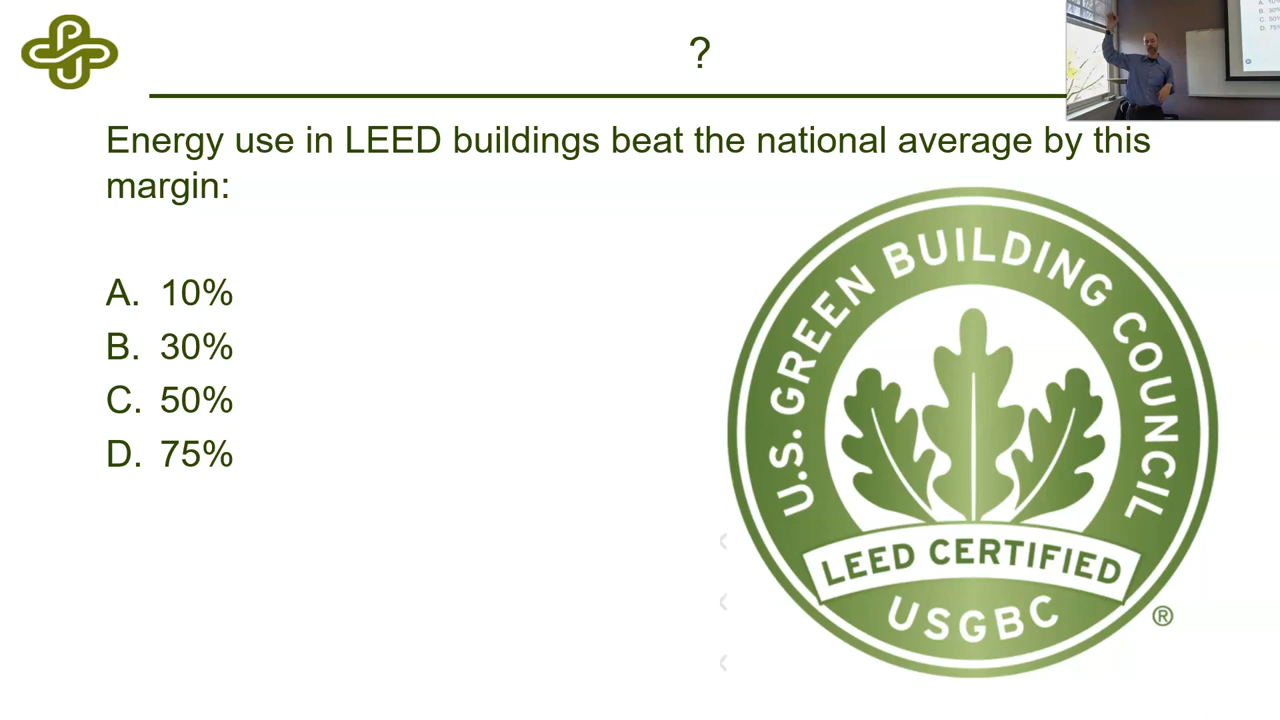 ?
Energy use in LEED buildings beat the national average by this
margin:
A. 10%
B. 30%
C. 50%
D. 75%
U.S. GREEN BUILDING COUNCIL
LEED CERTIFIED
USGBC
®